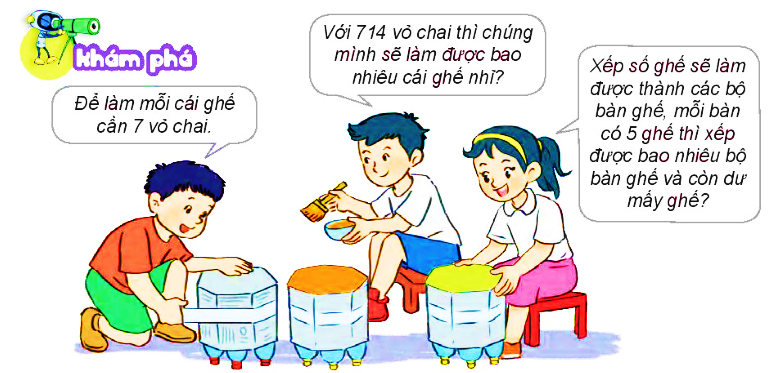 khám phá
Để làm mỗi cái ghế
cần 7 vỏ chai.
Với 714 vỏ chai thì chúng
mình sẽ làm được bao
nhiêu cái ghế nhỉ?
Xếp số ghế sẽ làm
được thành các bộ
bàn ghế, mỗi bàn
có 5 ghế thì xếp
được bao nhiêu bộ
bàn ghế và còn dư
mấy ghế?